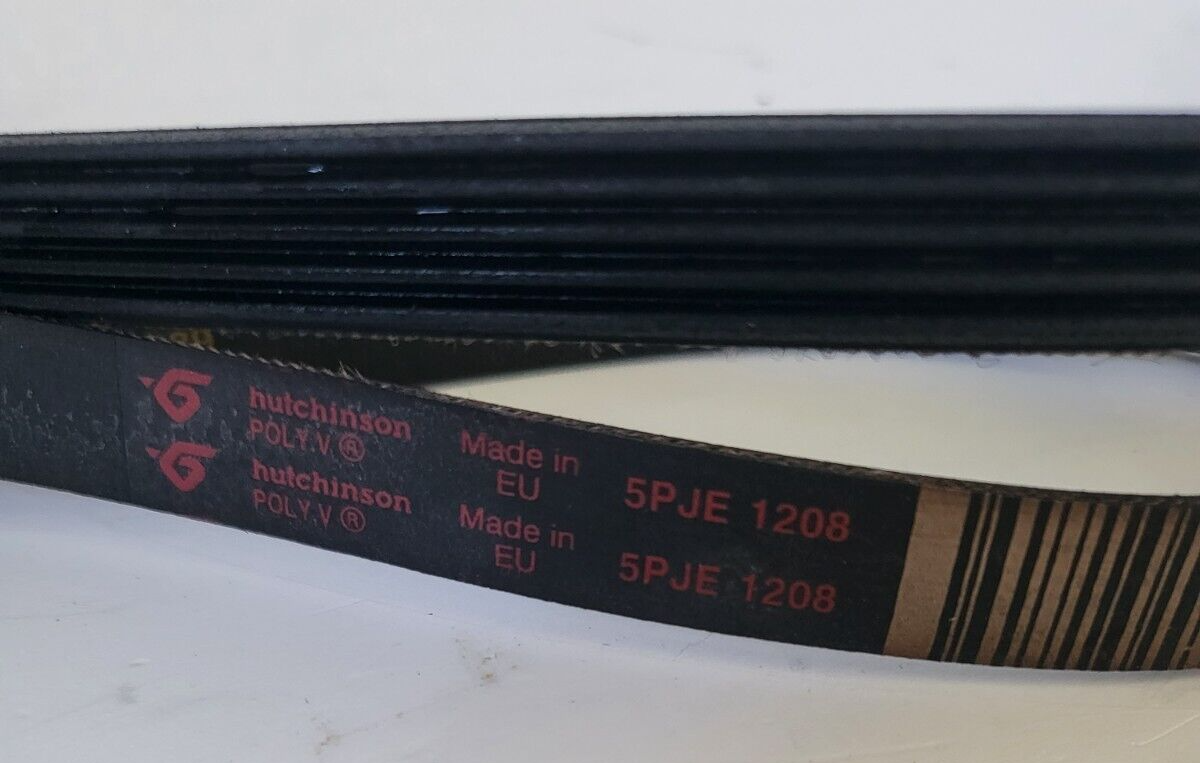 hutchinson
POLY.V ®
Made in
EU
5PJE 1208
hutchinson
POLY.V ®
Made in
EU
5PJE 1208